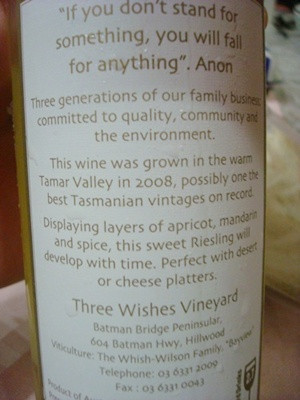 "If you don't stand for
something, you will fall
for anything". Anon
Three generations of our family business
committed to quality, community and
the environment.
This wine was grown in the warm
Tamar Valley in 2008, possibly one the
best Tasmanian vintages on record.
Displaying layers of apricot, mandarin
and spice, this sweet Riesling will
develop with time. Perfect with desert
or cheese platters.
Three Wishes Vineyard
Batman Bridge Peninsular,
604 Batman Hwy, Hillwood
Viticulture: The Whish-Wilson Family, "Bayview"
Telephone: 03 6331 2009
Fax : 03 6331 0043
Product of